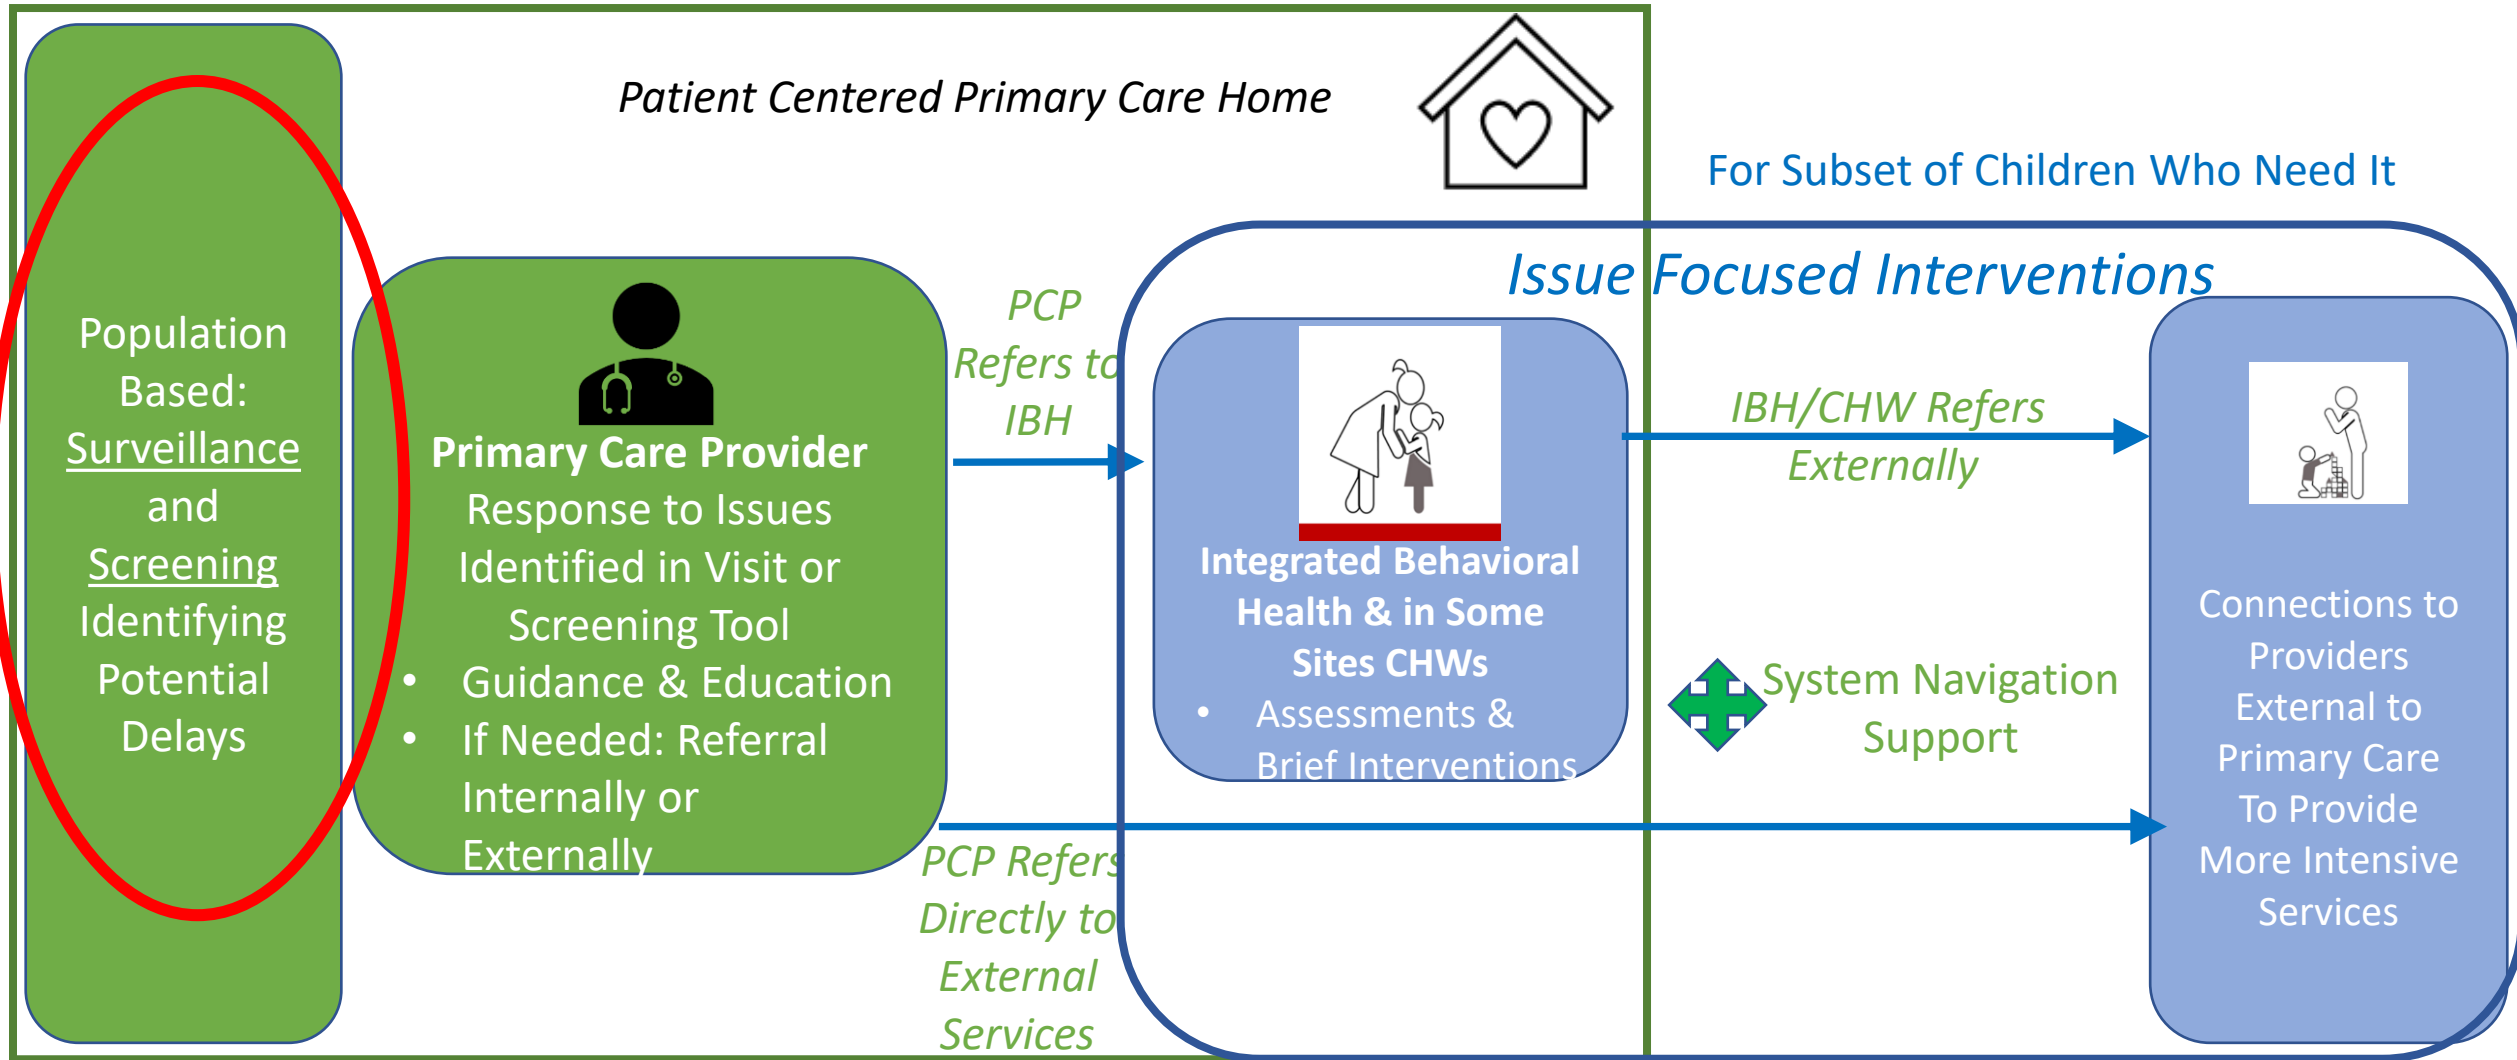 Patient Centered Primary Care Home
For Subset of Children Who Need It
Issue Focused Interventions
Population
Based:
Surveillance
and
Screening
Identifying
Potential
Delays
Primary Care Provider
Response to Issues
Identified in Visit or
Screening Tool
• Guidance & Education
• If Needed: Referral
Internally or
Externally
PCP
Refers to
IBH
PCP Refers
Directly to
External
Services
Integrated Behavioral
Health & in Some
Sites CHWs
• Assessments &
Brief Interventions
IBH/CHW Refers
Externally
System Navigation
Support
Connections to
Providers
External to
Primary Care
To Provide
More Intensive
Services